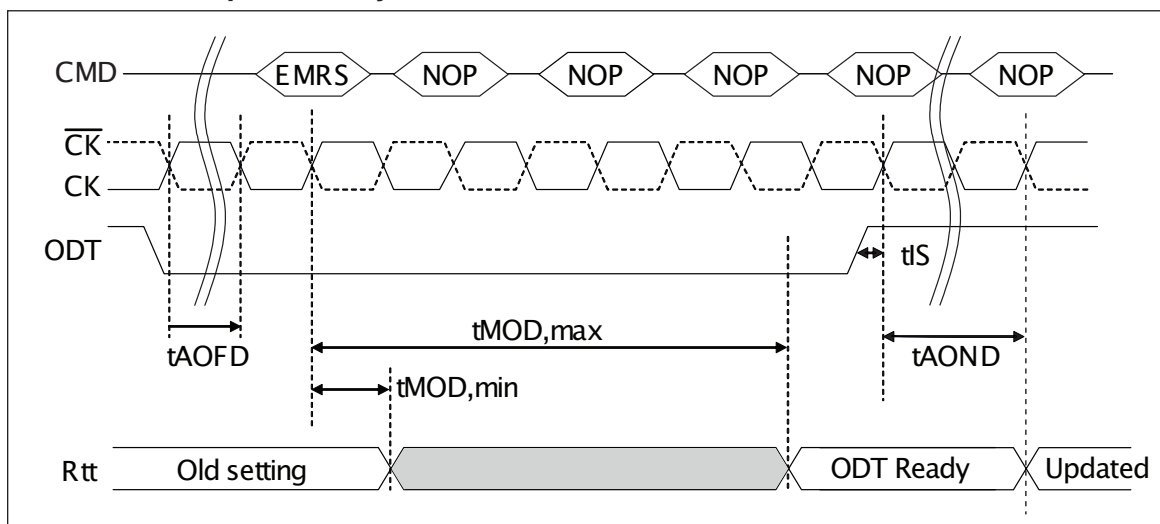 CMD EMRS NOP NOP NOP NOP NOP
CK
CK
ODT
tIS
tMOD,max
tAOFD
tAOND
tMOD,min
Rtt Old setting ODT Ready Updated